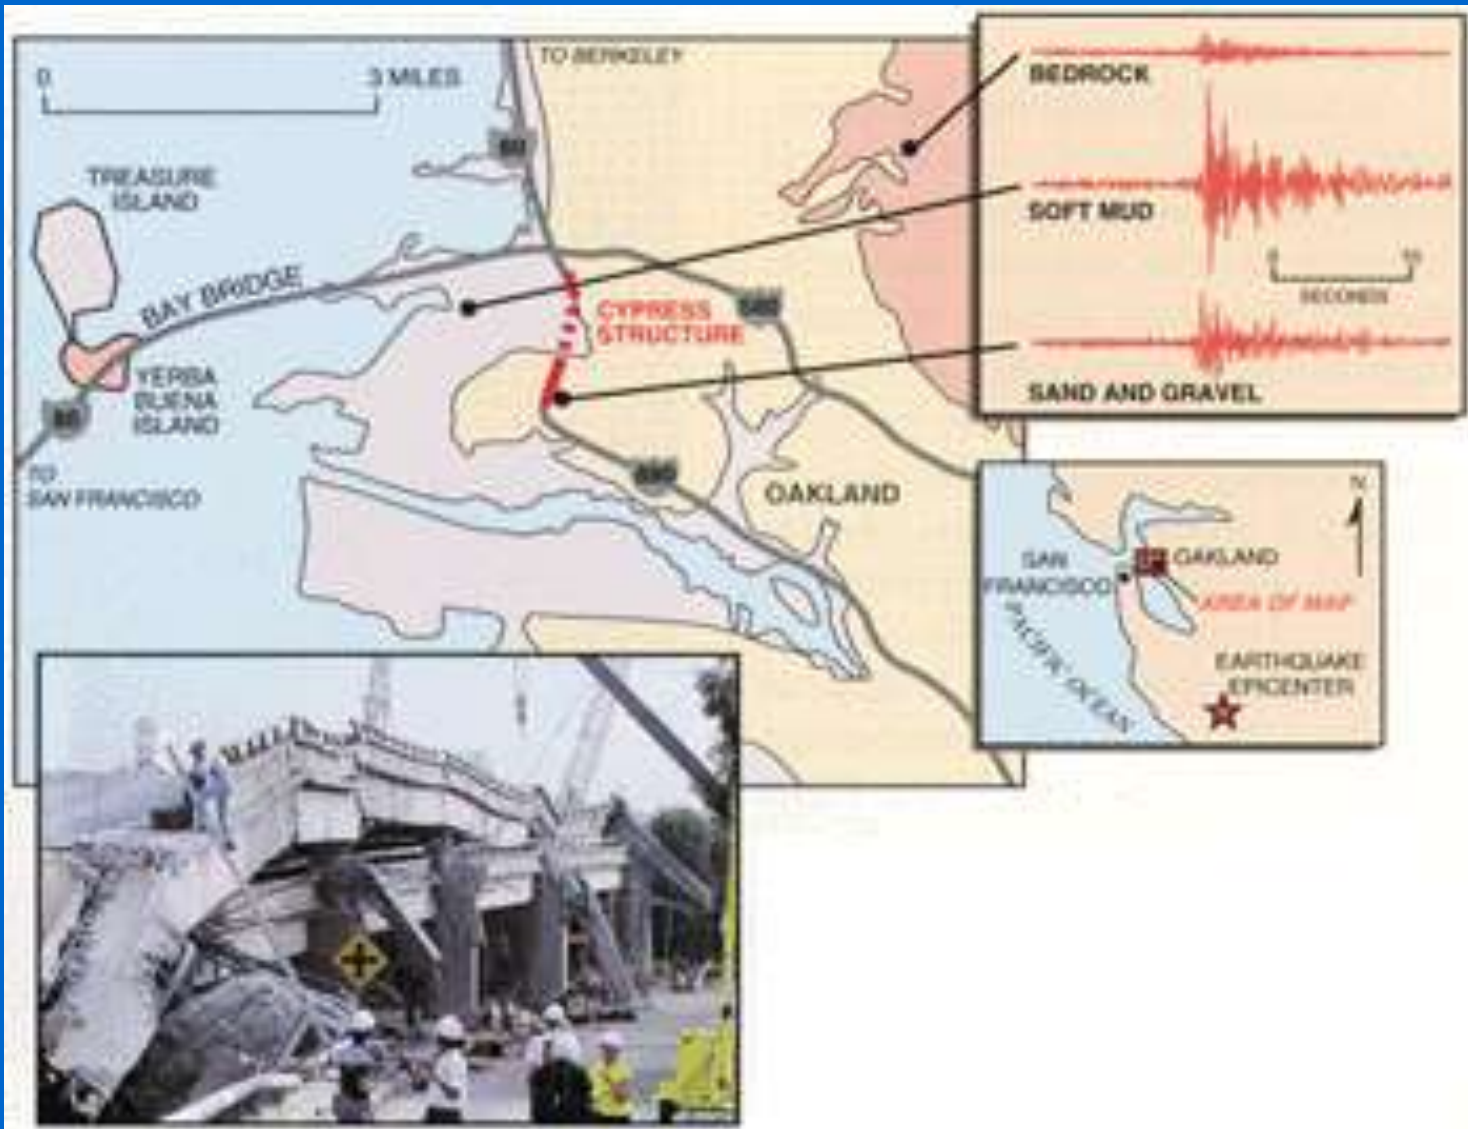 0
3 MILES
TO BERKELEY
80
TREASURE
ISLAND
BAY BRIDGE
YERBA
BUENA
ISLAND
80
TO
SAN FRANCISCO
CYPRESS
STRUCTURE
580
880
OAKLAND
BEDROCK
SOFT MUD
0
10
SECONDS
SAND AND GRAVEL
N
SAN
FRANCISCO
OAKLAND
AREA OF MAP
PACIFIC OCEAN
EARTHQUAKE
EPICENTER